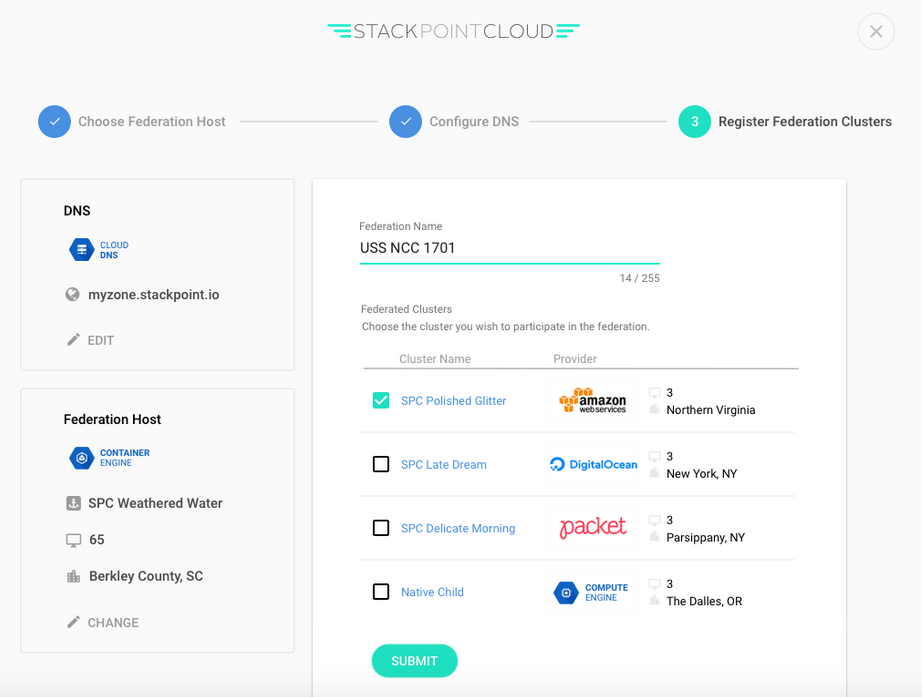 STACKPOINTCLOUD
Choose Federation Host
Configure DNS
3 Register Federation Clusters
DNS
CLOUD
DNS
myzone.stackpoint.io
EDIT
Federation Host
CONTAINER
ENGINE
SPC Weathered Water
65
Berkley County, SC
CHANGE
Federation Name
USS NCC 1701
14 / 255
Federated Clusters
Choose the cluster you wish to participate in the federation.
Cluster Name Provider
SPC Polished Glitter
amazon
webservices
3
Northern Virginia
SPC Late Dream
DigitalOcean
3
New York, NY
SPC Delicate Morning
packet
3
Parsippany, NY
Native Child
COMPUTE
ENGINE
3
The Dalles, OR
SUBMIT